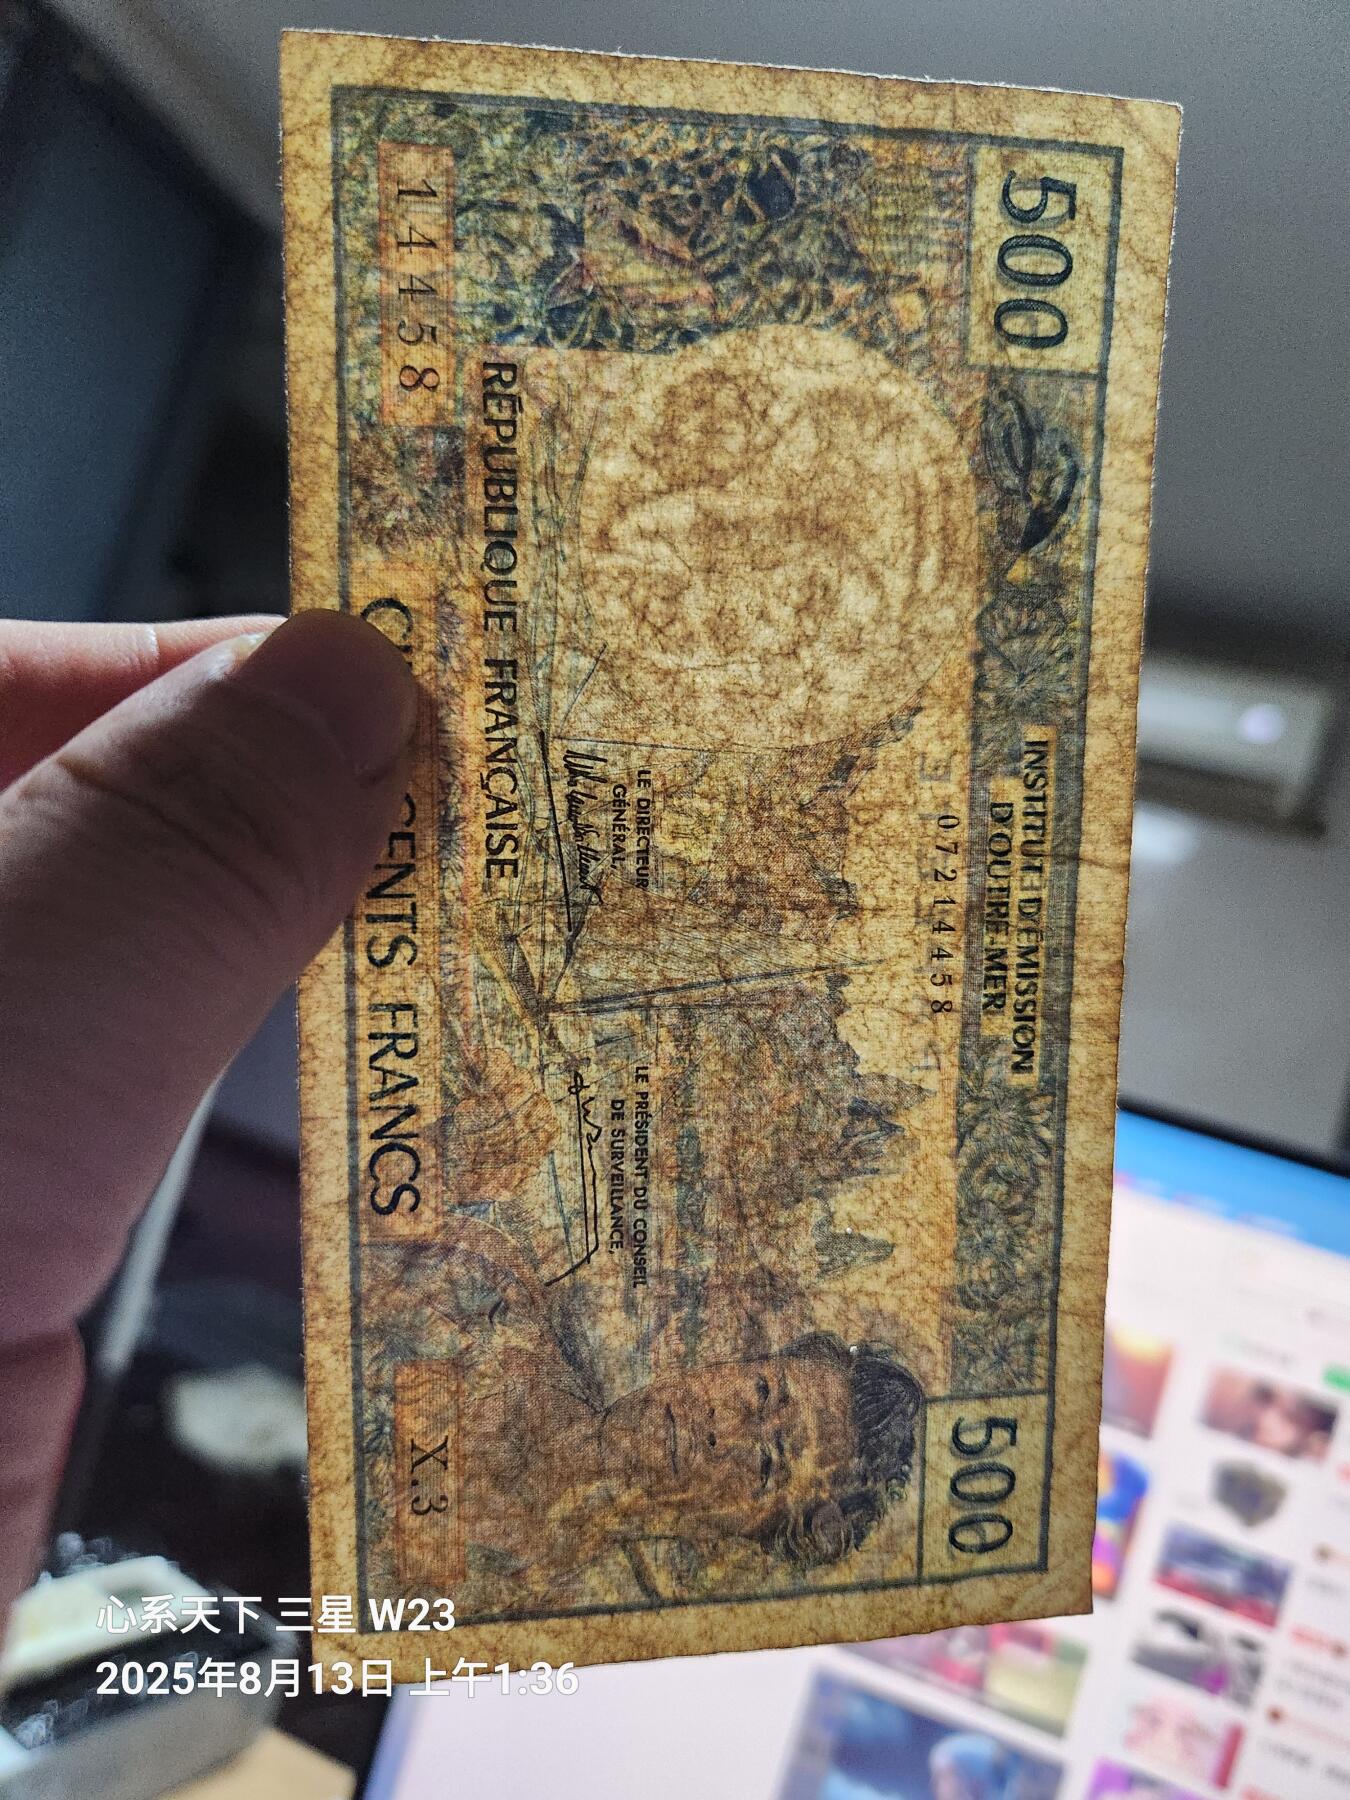 500
INSTITUT D'ÉMISSION
D'OUTRE-MER
500
07214458
LE DIRECTEUR
GÉNÉRAL,
LE PRÉSIDENT DU CONSEIL
DE SURVEILLANCE,
RÉPUBLIQUE FRANÇAISE
14458
CENTS FRANCS
X.3
心系天下 三星 W23
2025年8月13日 上午1:36